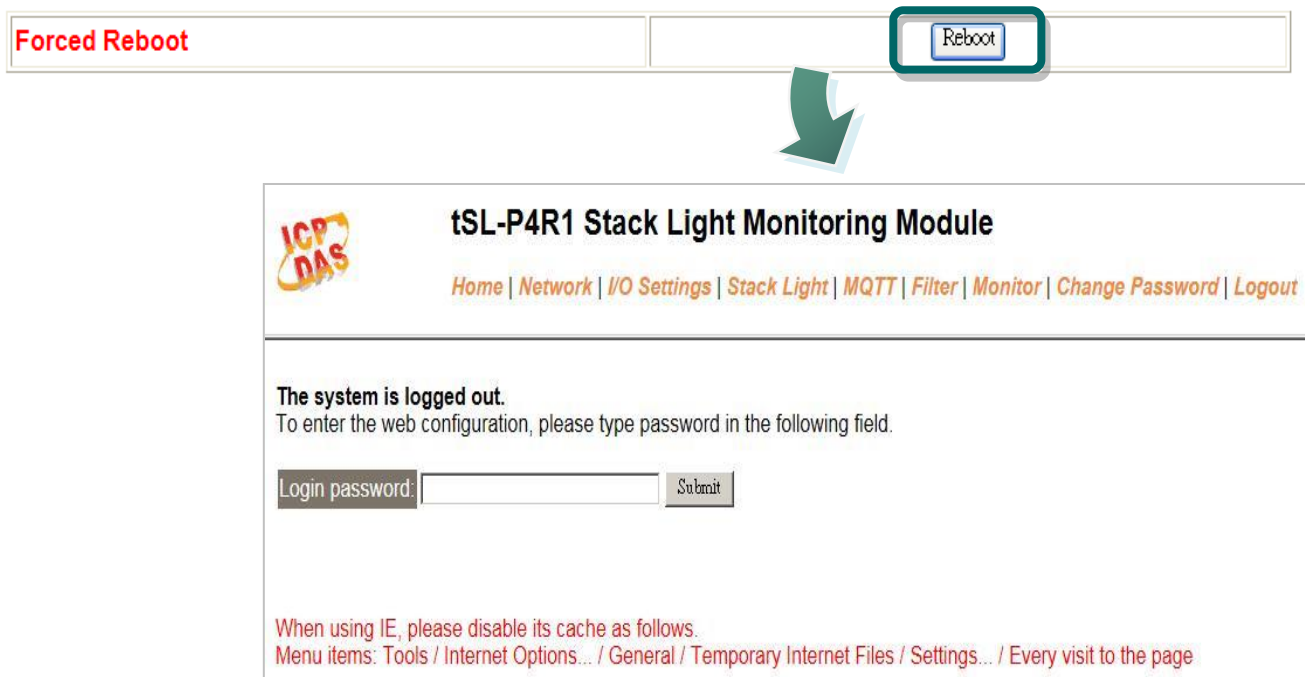 Forced Reboot
Reboot
ICP
DAS
tSL-P4R1 Stack Light Monitoring Module
Home | Network | I/O Settings | Stack Light | MQTT | Filter | Monitor | Change Password | Logout
The system is logged out.
To enter the web configuration, please type password in the following field.
Login password:
Submit
When using IE, please disable its cache as follows.
Menu items: Tools / Internet Options... / General / Temporary Internet Files / Settings... / Every visit to the page